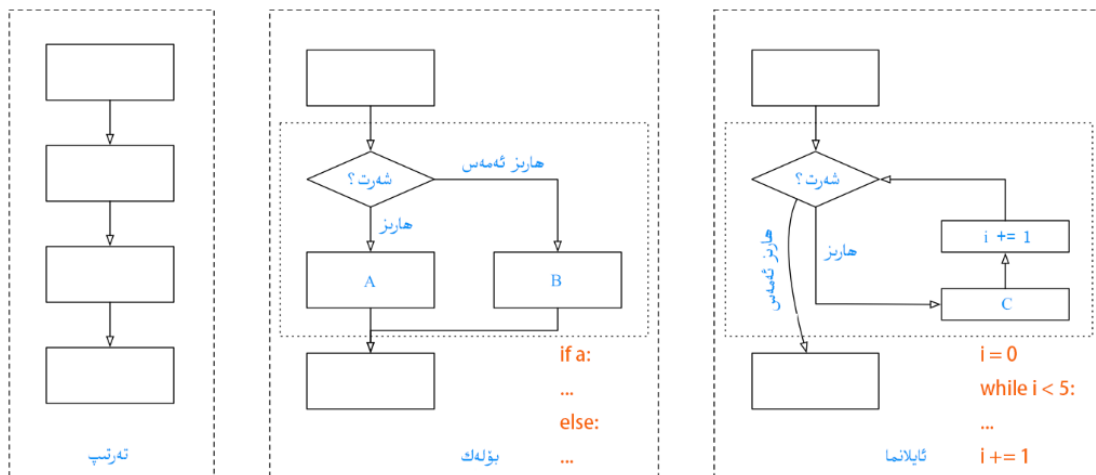 تەرتىپ
شەرت؟
ھارىز ئەمەس
ھارىز
A
B
if a:
...
else:
...
بۆلەك
شەرت؟
ھارىز ئەمەس
ھارىز
i += 1
C
i = 0
while i < 5:
...
i += 1
ئايلانما